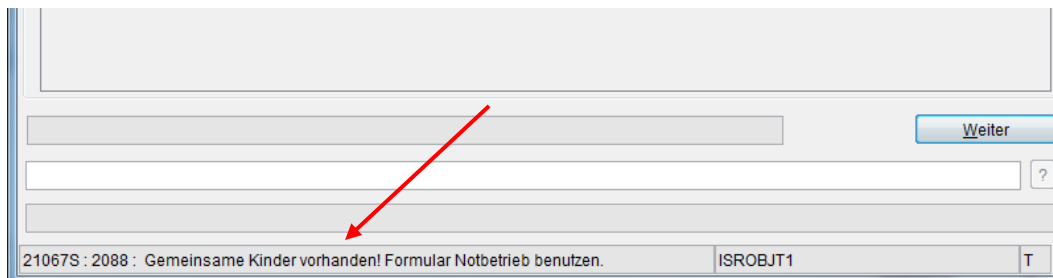 Weiter
?
21067S : 2088 : Gemeinsame Kinder vorhanden! Formular Notbetrieb benutzen. ISROBJT1 T